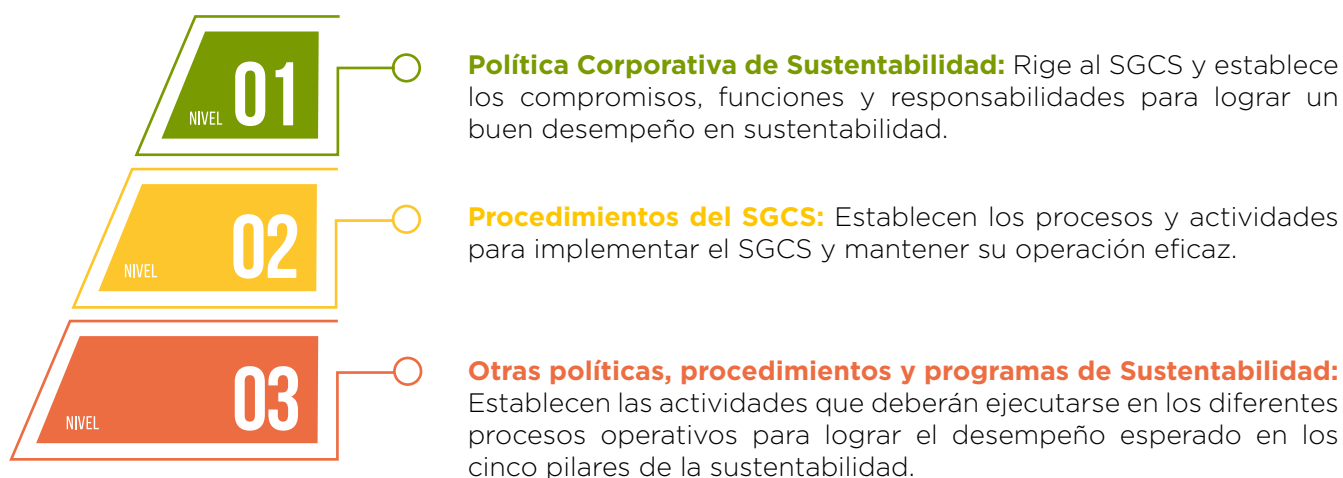 NIVEL 01
Política Corporativa de Sustentabilidad: Rige al SGCS y establece
los compromisos, funciones y responsabilidades para lograr un
buen desempeño en sustentabilidad.
NIVEL 02
Procedimientos del SGCS: Establecen los procesos y actividades
para implementar el SGCS y mantener su operación eficaz.
NIVEL 03
Otras políticas, procedimientos y programas de Sustentabilidad:
Establecen las actividades que deberán ejecutarse en los diferentes
procesos operativos para lograr el desempeño esperado en los
cinco pilares de la sustentabilidad.